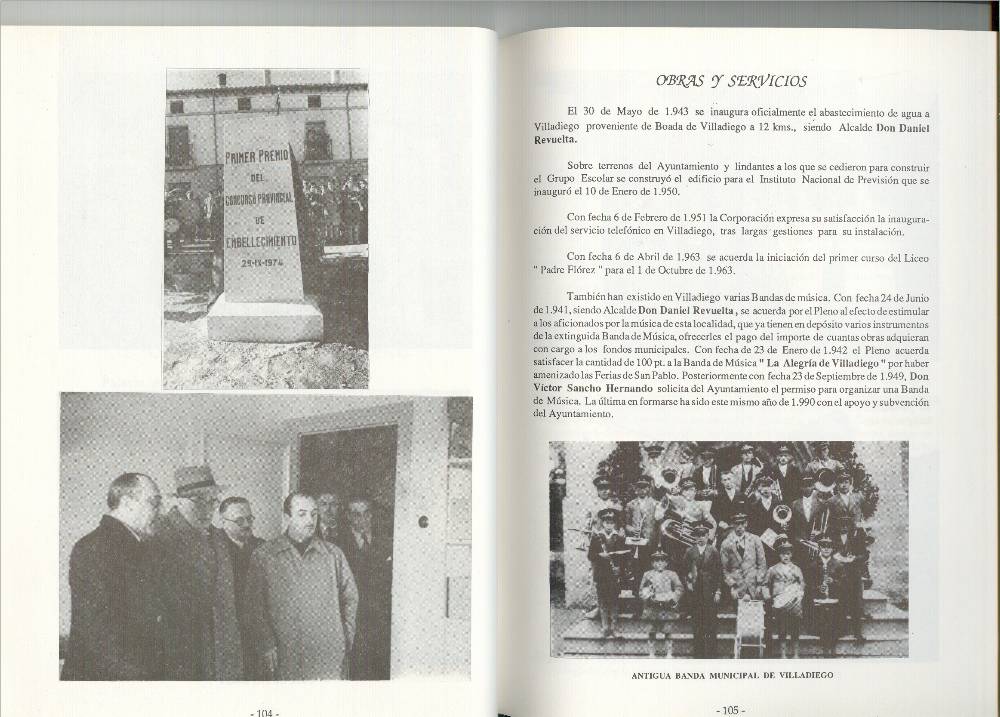 PRIMER PREMIO
DEL
CONCURSO PROVINCIAL
DE
EMBELLECIMIENTO
29-IX-1974
- 104 -
OBRAS Y SERVICIOS
El 30 de Mayo de 1.943 se inaugura oficialmente el abastecimiento de agua a
Villadiego proveniente de Boada de Villadiego a 12 kms., siendo Alcalde Don Daniel
Revuelta.
Sobre terrenos del Ayuntamiento y lindantes a los que se cedieron para construir
el Grupo Escolar se construyó el edificio para el Instituto Nacional de Previsión que se
inauguró el 10 de Enero de 1.950.
Con fecha 6 de Febrero de 1.951 la Corporación expresa su satisfacción la inaugura-
ción del servicio telefónico en Villadiego, tras largas gestiones para su instalación.
Con fecha 6 de Abril de 1.963 se acuerda la iniciación del primer curso del Liceo
" Padre Flórez " para el 1 de Octubre de 1.963.
También han existido en Villadiego varias Bandas de música. Con fecha 24 de Junio
de 1.941, siendo Alcalde Don Daniel Revuelta, se acuerda por el Pleno al efecto de estimular
a los aficionados por la música de esta localidad, que ya tienen en depósito varios instrumentos
de la extinguida Banda de Música, ofrecerles el pago del importe de cuantas obras adquieran
con cargo a los fondos municipales. Con fecha de 23 de Enero de 1.942 el Pleno acuerda
satisfacer la cantidad de 100 pt. a la Banda de Música " La Alegría de Villadiego " por haber
amenizado las Ferias de San Pablo. Posteriormente con fecha 23 de Septiembre de 1.949, Don
Víctor Sancho Hernando solicita del Ayuntamiento el permiso para organizar una Banda
de Música. La última en formarse ha sido este mismo año de 1.990 con el apoyo y subvención
del Ayuntamiento.
ANTIGUA BANDA MUNICIPAL DE VILLADIEGO
- 105 -